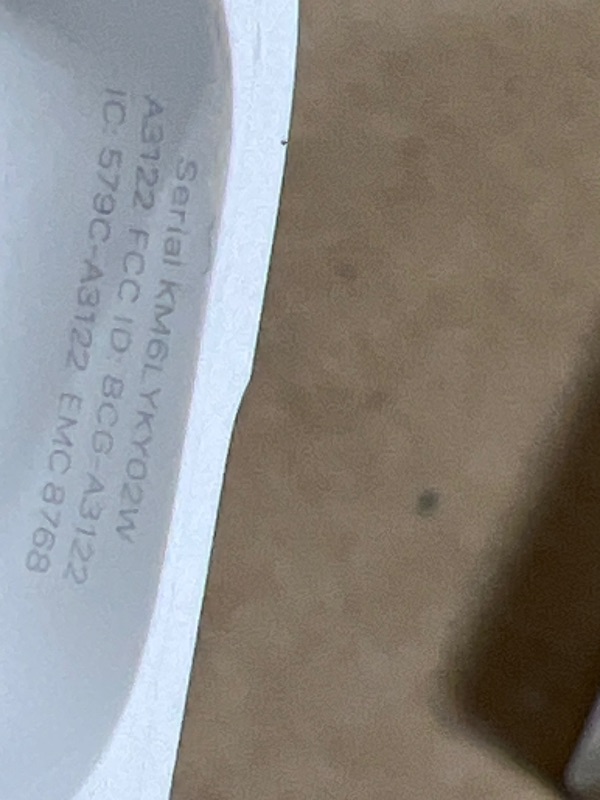 Serial KM6LYKY02W
A3122 FCC ID: BCG-A3122
IC: 579C-A3122 EMC 8768